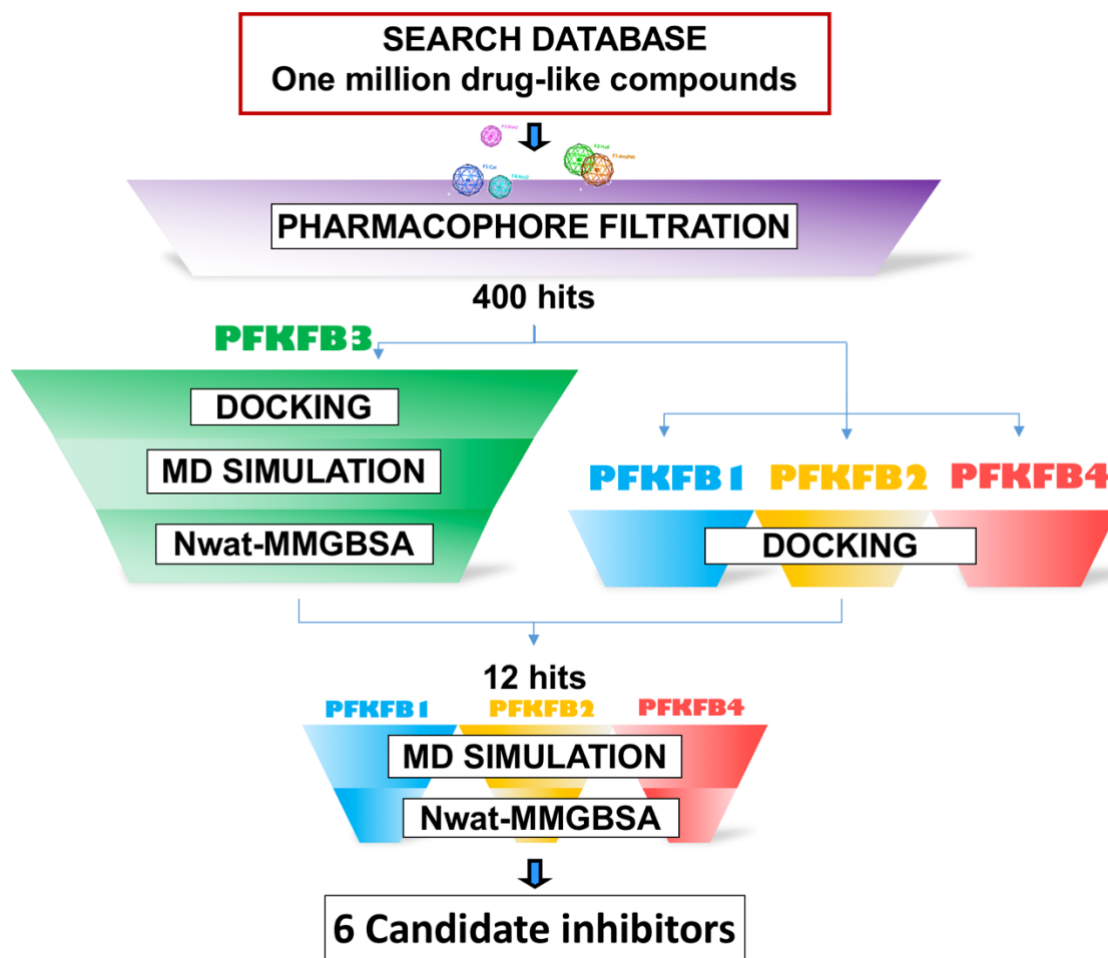 SEARCH DATABASE
One million drug-like compounds
PHARMACOPHORE FILTRATION
400 hits
PFKFB3
DOCKING
MD SIMULATION
Nwat-MMGBSA
PFKFB1 PFKFB2 PFKFB4
DOCKING
12 hits
PFKFB1 PFKFB2 PFKFB4
MD SIMULATION
Nwat-MMGBSA
6 Candidate inhibitors